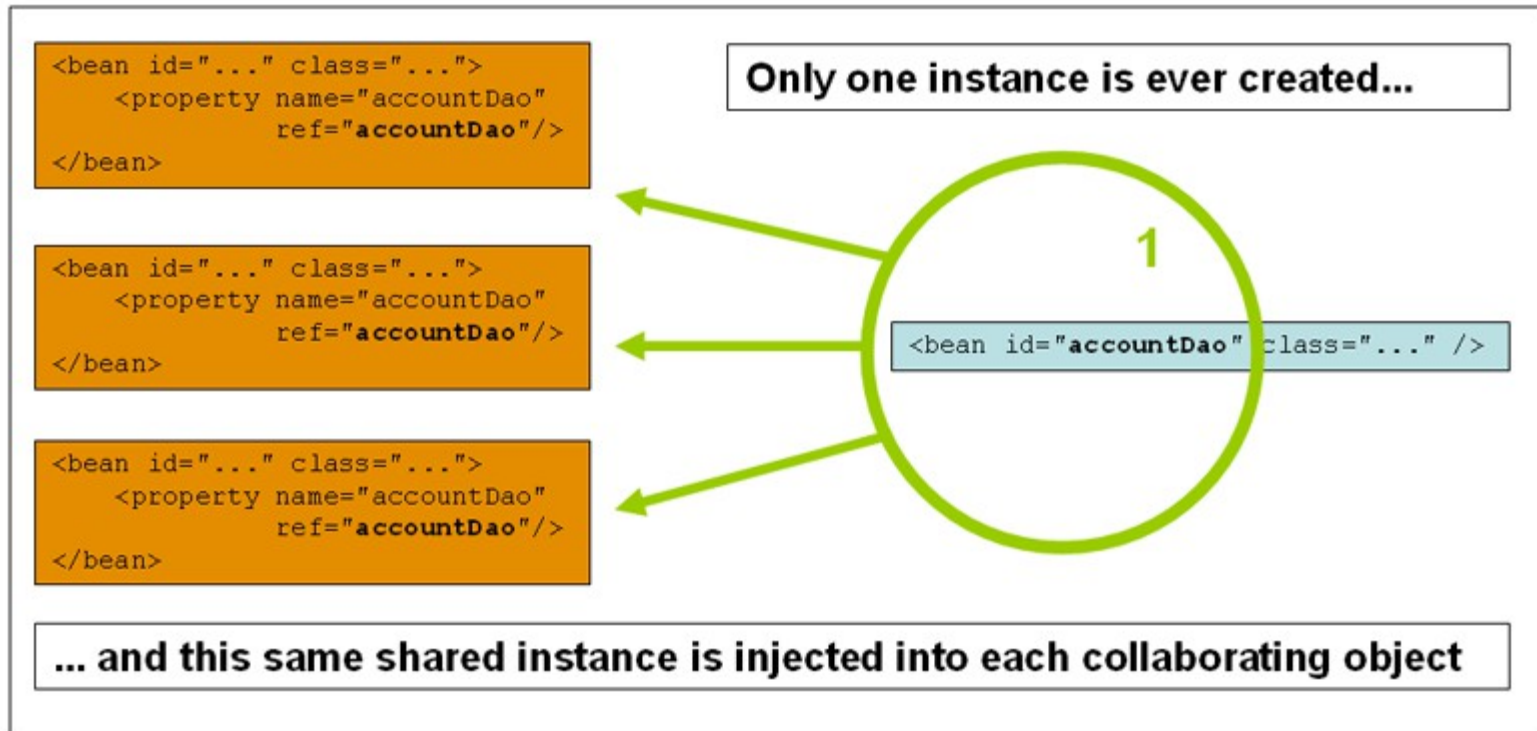 <bean id="..." class="...">
    <property name="accountDao"
              ref="accountDao"/>
</bean>
Only one instance is ever created...
<bean id="..." class="...">
    <property name="accountDao"
              ref="accountDao"/>
</bean>
1
<bean id="accountDao" class="..." />
<bean id="..." class="...">
    <property name="accountDao"
              ref="accountDao"/>
</bean>
... and this same shared instance is injected into each collaborating object